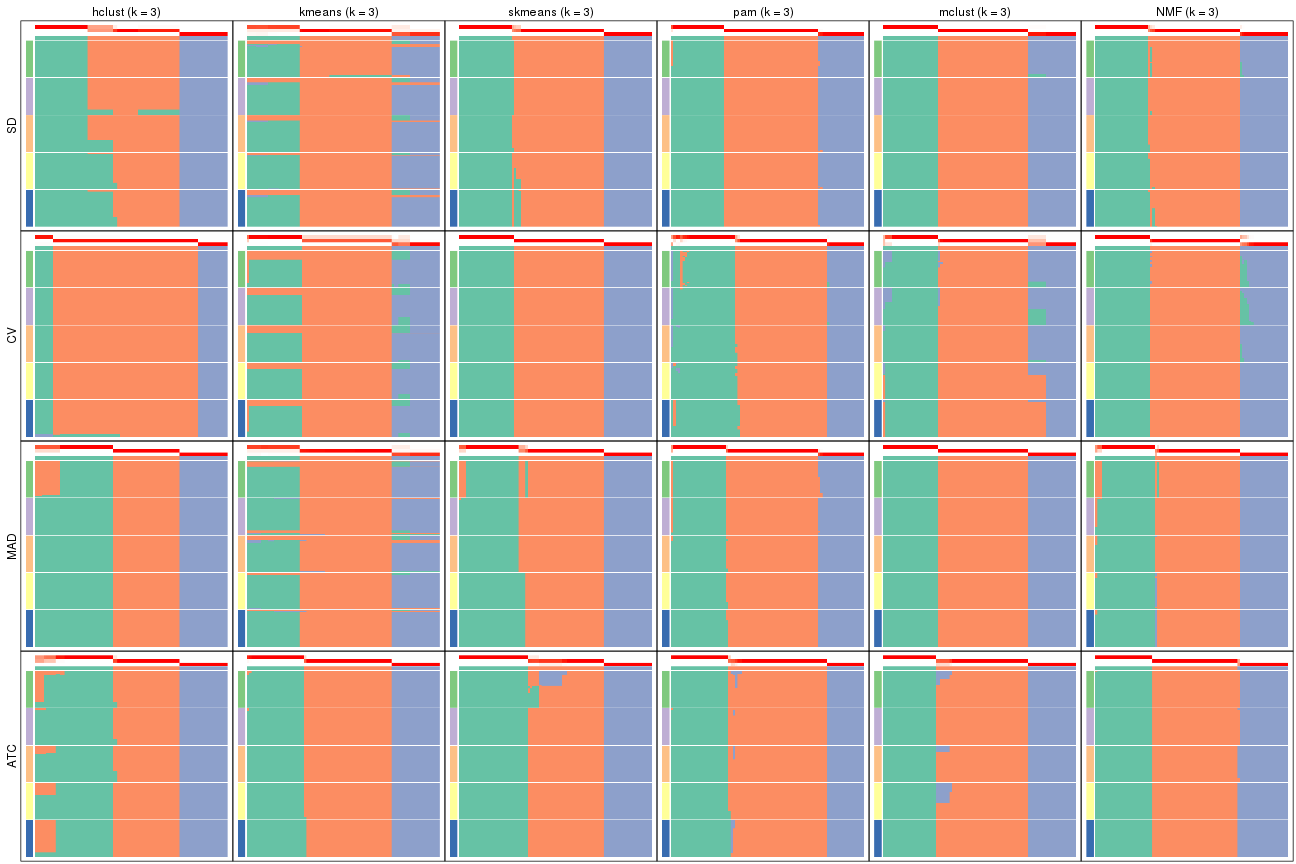 hclust (k = 3)
kmeans (k = 3)
skmeans (k = 3)
pam (k = 3)
mclust (k = 3)
NMF (k = 3)
SD
CV
MAD
ATC